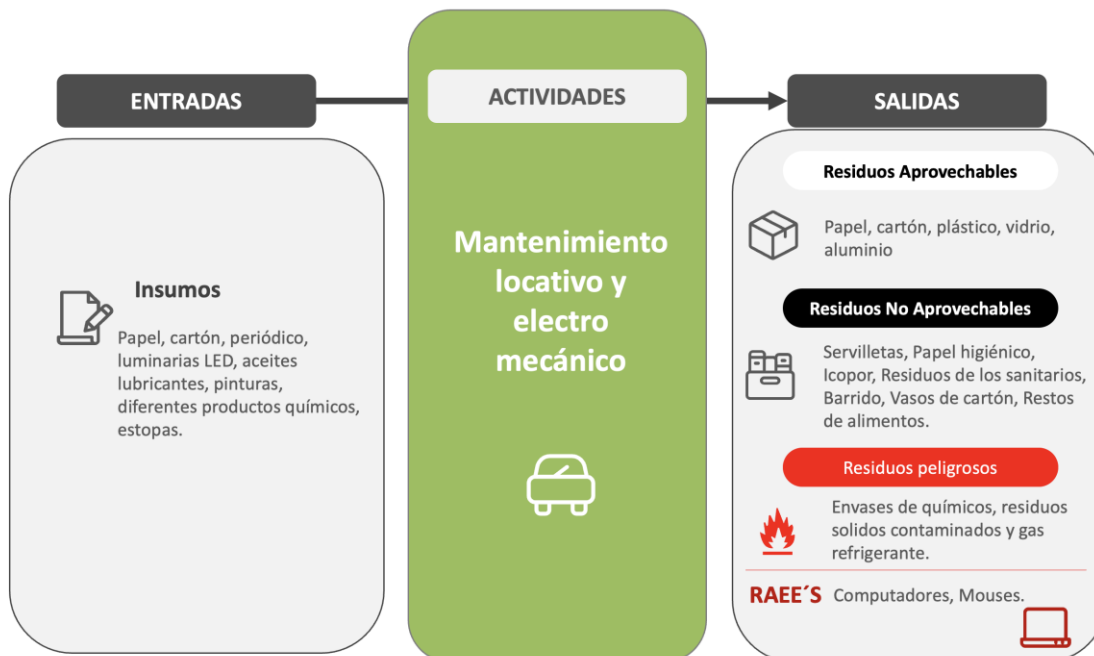 ENTRADAS
Insumos
Papel, cartón, periódico,
luminarias LED, aceites
lubricantes, pinturas,
diferentes productos químicos,
estopas.
ACTIVIDADES
Mantenimiento
locativo y
electro
mecánico
SALIDAS
Residuos Aprovechables
Papel, cartón, plástico, vidrio,
aluminio
Residuos No Aprovechables
Servilletas, Papel higiénico,
Icopor, Residuos de los sanitarios,
Barrido, Vasos de cartón, Restos
de alimentos.
Residuos peligrosos
Envases de químicos, residuos
solidos contaminados y gas
refrigerante.
RAEE´S Computadores, Mouses.